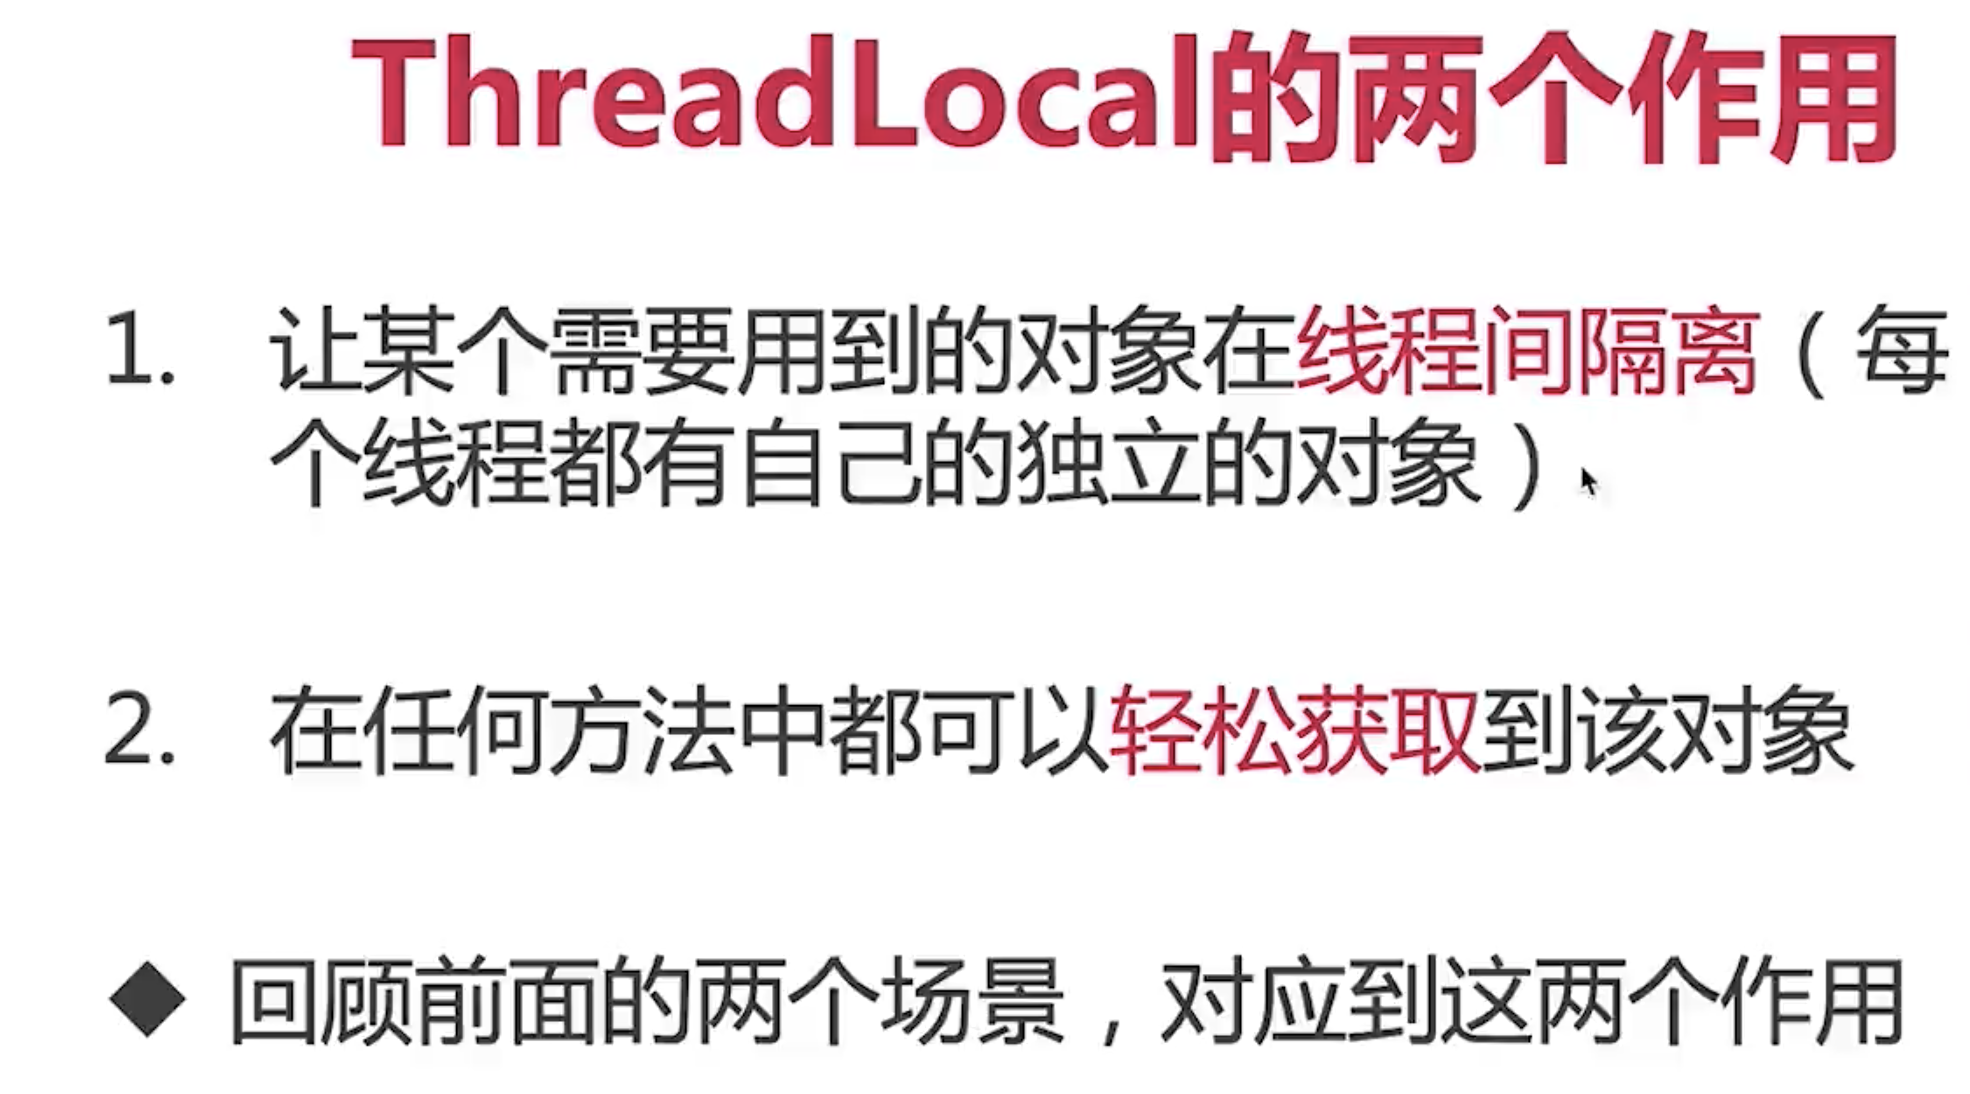 ThreadLocal的两个作用
1. 让某个需要用到的对象在线程间隔离（每
个线程都有自己的独立的对象）
2. 在任何方法中都可以轻松获取到该对象
◆ 回顾前面的两个场景，对应到这两个作用